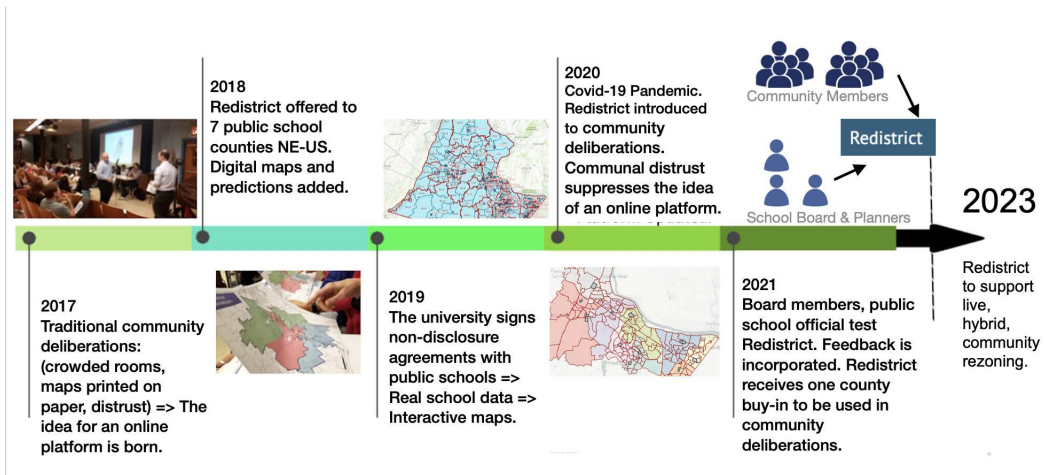 2017
Traditional community
deliberations:
(crowded rooms,
maps printed on
paper, distrust) => The
idea for an online
platform is born.
2018
Redistrict offered to
7 public school
counties NE-US.
Digital maps and
predictions added.
2019
The university signs
non-disclosure
agreements with
public schools =>
Real school data =>
Interactive maps.
2020
Covid-19 Pandemic.
Redistrict introduced
to community
deliberations.
Communal distrust
suppresses the idea
of an online platform.
2021
Board members, public
school official test
Redistrict. Feedback is
incorporated. Redistrict
receives one county
buy-in to be used in
community
deliberations.
Community Members
Redistrict
School Board & Planners
2023
Redistrict
to support
live,
hybrid,
community
rezoning.